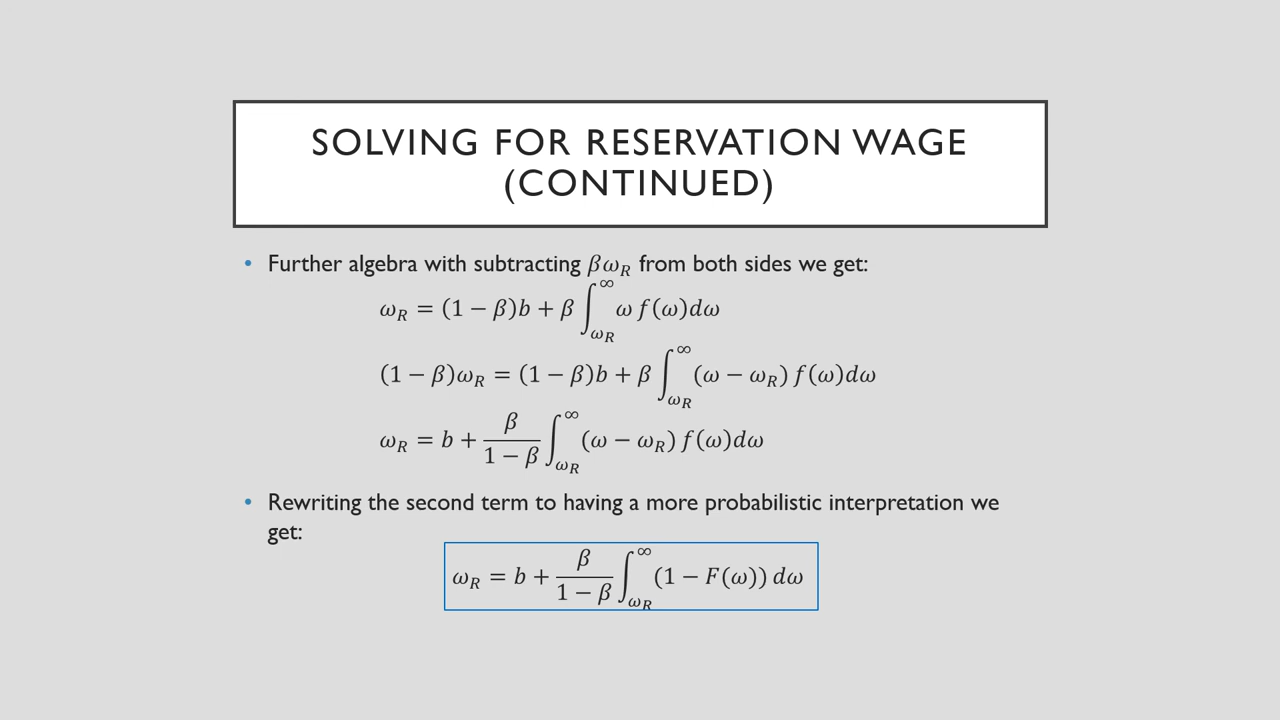 SOLVING FOR RESERVATION WAGE
(CONTINUED)
• Further algebra with subtracting 𝛽𝜔_R from both sides we get:
𝜔_R = (1 − 𝛽)𝑏 + 𝛽 ∫_{𝜔_R}^{∞} 𝜔 𝑓(𝜔)𝑑𝜔
(1 − 𝛽)𝜔_R = (1 − 𝛽)𝑏 + 𝛽 ∫_{𝜔_R}^{∞} (𝜔 − 𝜔_R) 𝑓(𝜔)𝑑𝜔
𝜔_R = 𝑏 + \frac{𝛽}{1 − 𝛽} ∫_{𝜔_R}^{∞} (𝜔 − 𝜔_R) 𝑓(𝜔)𝑑𝜔
• Rewriting the second term to having a more probabilistic interpretation we
get:
𝜔_R = 𝑏 + \frac{𝛽}{1 − 𝛽} ∫_{𝜔_R}^{∞} (1 − 𝐹(𝜔)) 𝑑𝜔